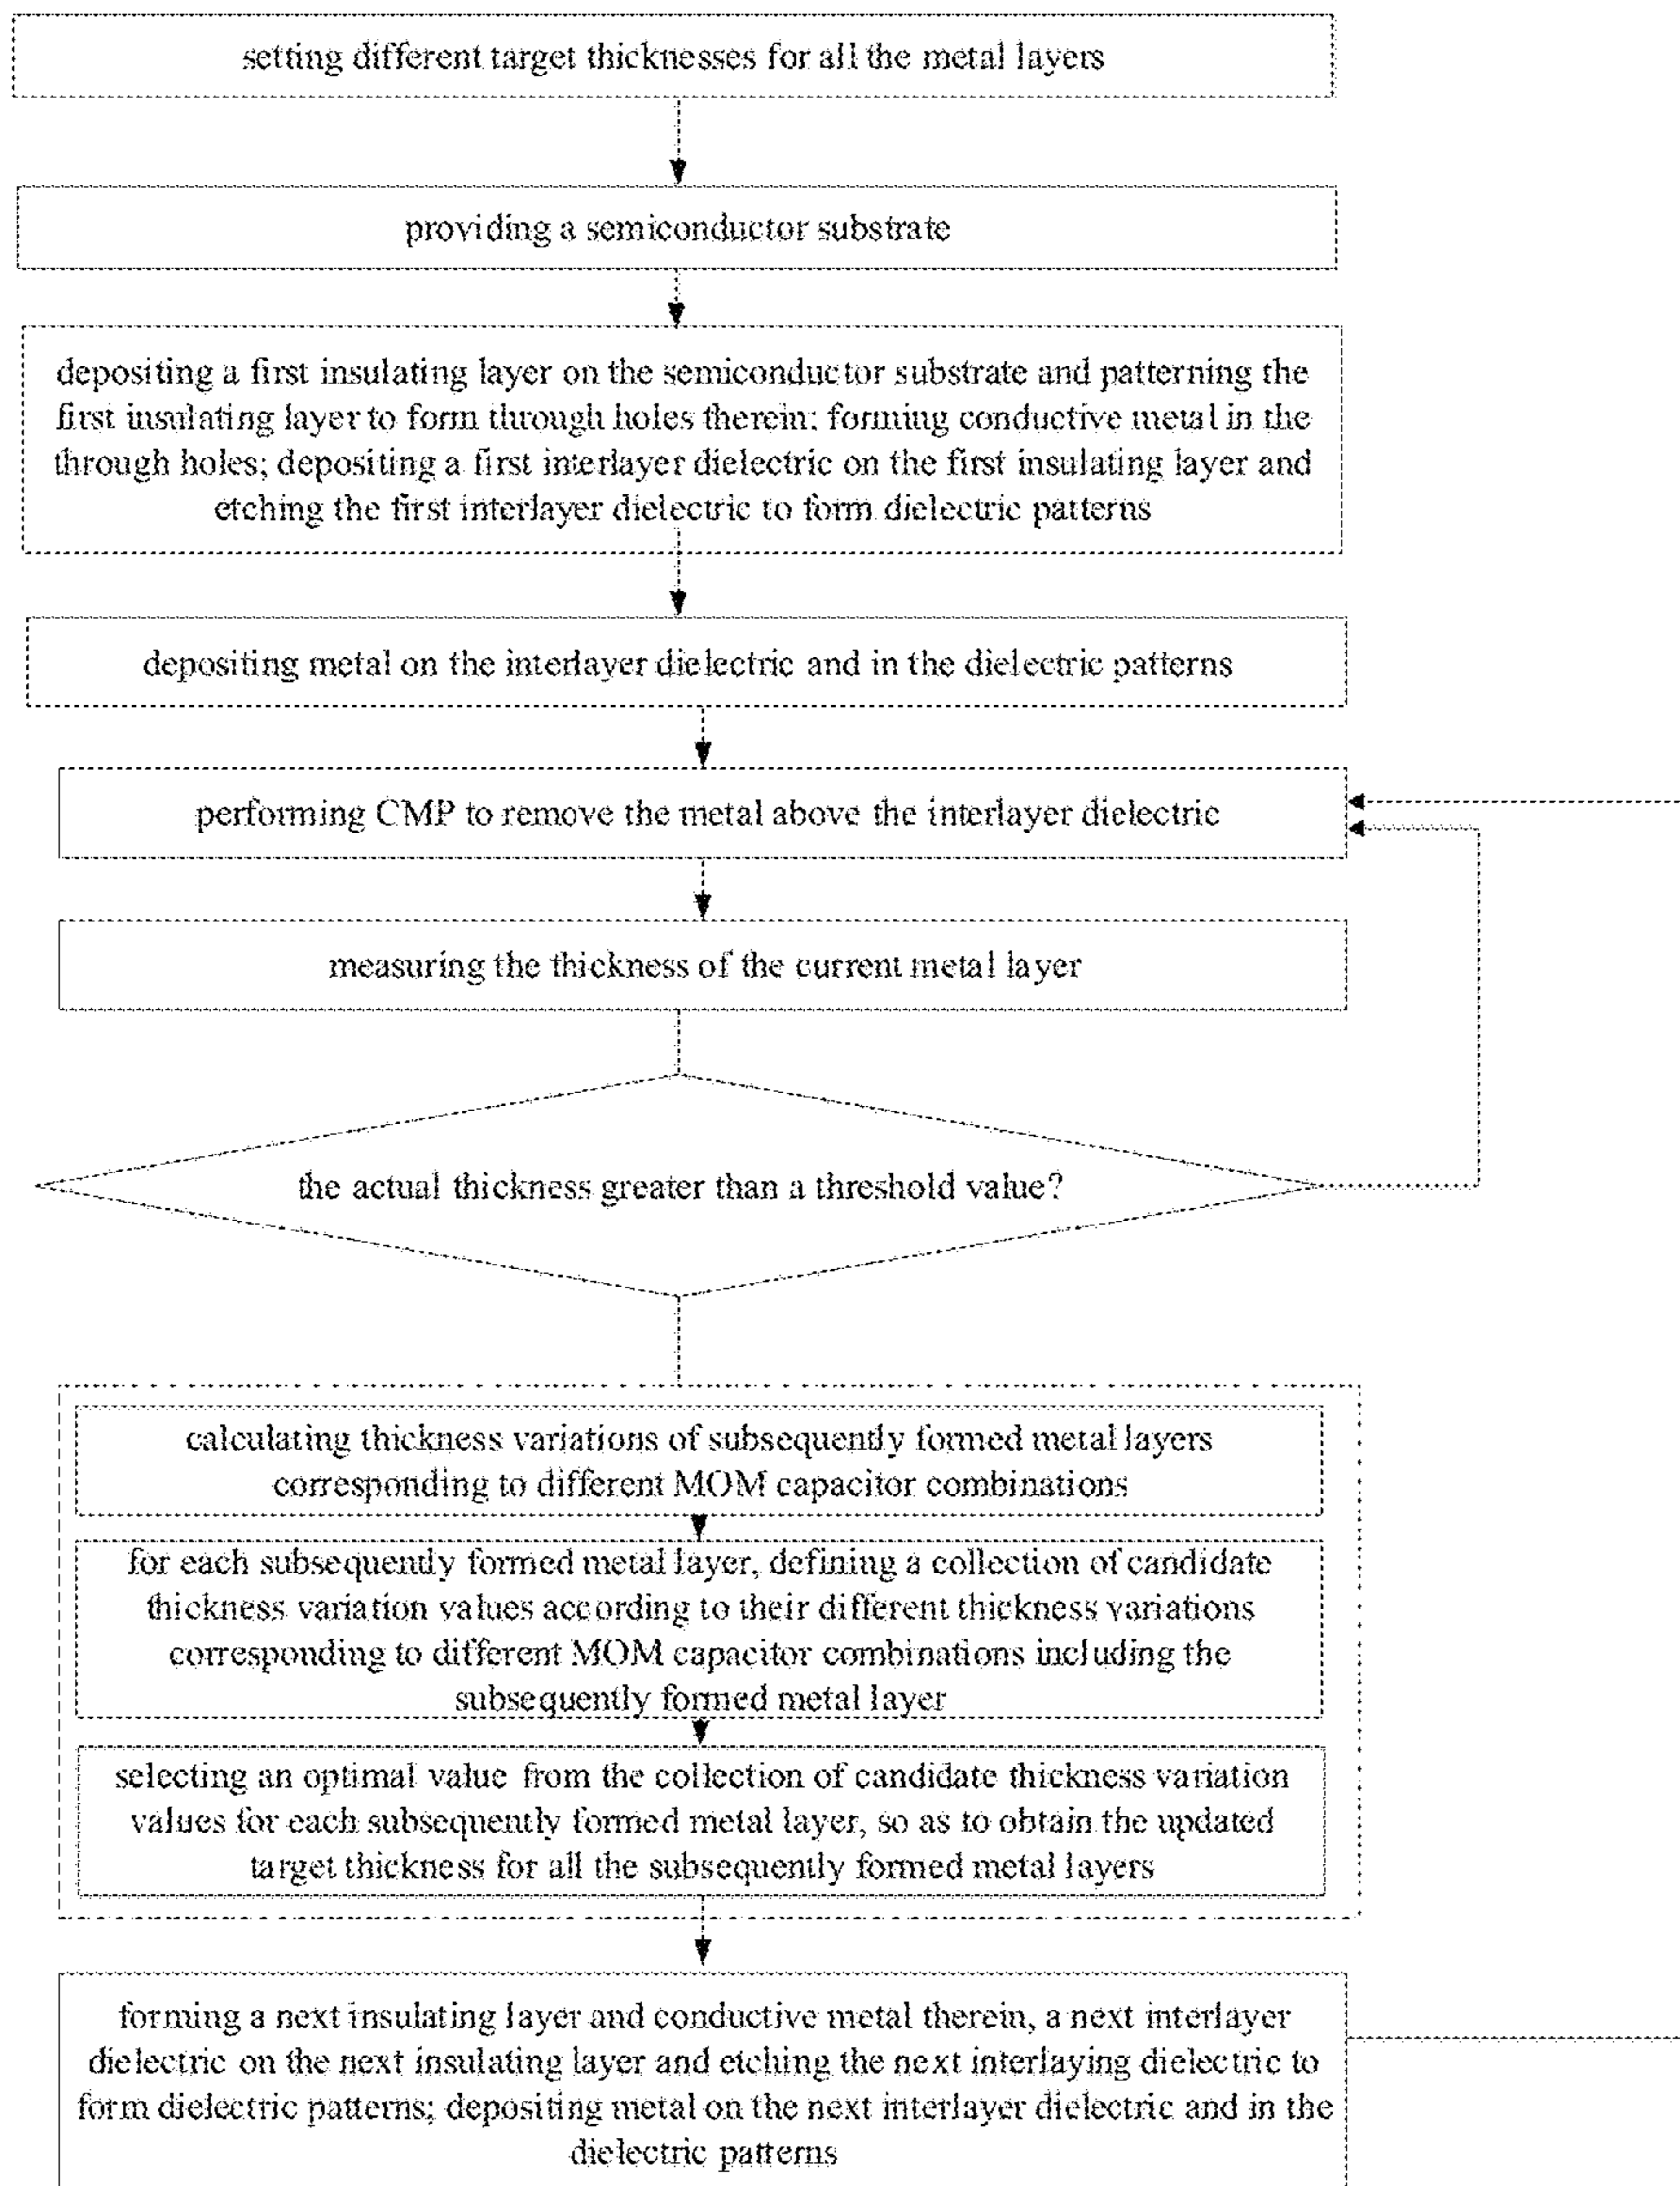 setting different target thicknesses for all the metal layers
providing a semiconductor substrate
depositing a first insulating layer on the semiconductor substrate and patterning the
first insulating layer to form through holes therein; forming conductive metal in the
through holes; depositing a first interlayer dielectric on the first insulating layer and
etching the first interlayer dielectric to form dielectric patterns
depositing metal on the interlayer dielectric and in the dielectric patterns
performing CMP to remove the metal above the interlayer dielectric
measuring the thickness of the current metal layer
the actual thickness greater than a threshold value?
calculating thickness variations of subsequently formed metal layers
corresponding to different MOM capacitor combinations
for each subsequently formed metal layer, defining a collection of candidate
thickness variation values according to their different thickness variations
corresponding to different MOM capacitor combinations including the
subsequently formed metal layer
selecting an optimal value from the collection of candidate thickness variation
values for each subsequently formed metal layer, so as to obtain the updated
target thickness for all the subsequently formed metal layers
forming a next insulating layer and conductive metal therein, a next interlayer
dielectric on the next insulating layer and etching the next interlaying dielectric to
form dielectric patterns; depositing metal on the next interlayer dielectric and in the
dielectric patterns